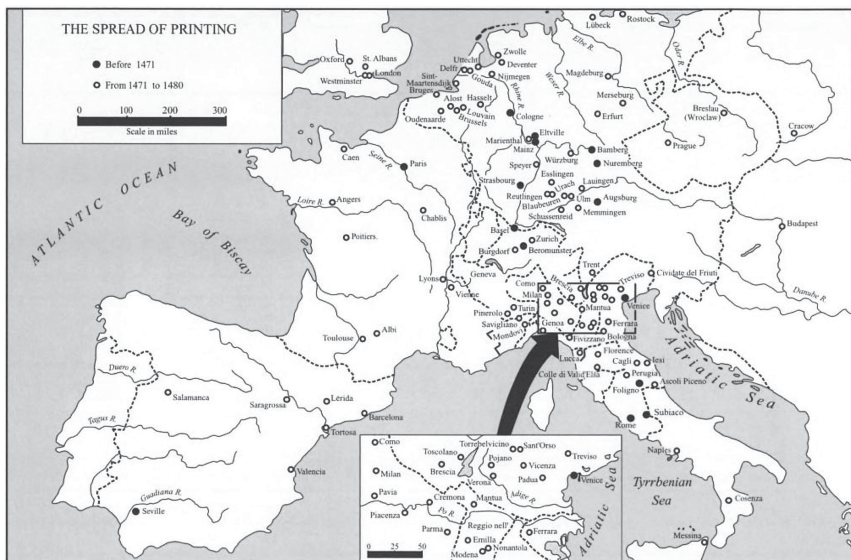 THE SPREAD OF PRINTING
Before 1471
From 1471 to 1480
0 100 200 300
Scale in miles
ATLANTIC OCEAN
Bay of Biscay
Oxford
St. Albans
Westminster
London
Lübeck
Rostock
Elbe R.
Oder R.
Zwolle
Deventer
Utrecht
Delft
Gouda
Nijmegen
Sint-
Maartensdijk
Bruges
Alost
Hasselt
Oudenaarde
Louvain
Brussels
Rhine R.
Weser R.
Magdeburg
Merseburg
Erfurt
Breslau
(Wroclaw)
Cracow
Prague
Cologne
Eltville
Marienthal
Mainz
Bamberg
Nuremberg
Würzburg
Speyer
Esslingen
Strasbourg
Reutlingen
Urach
Lauingen
Blaubeuren
Ulm
Augsburg
Schussenreid
Memmingen
Caen
Seine R.
Paris
Loire R.
Angers
Chablis
Poitiers.
Basel
Zurich
Burgdorf
Beromunster
Budapest
Danube R.
Geneva
Lyons
Vienne
Trent
Treviso
Cividate del Friuti
Como
Brescia
Milan
Venice
Mantua
Turin
Pinerolo
Savigliano
Mondovi
Genoa
Ferrara
Bologna
Fivizzano
Lucca
Florence
Cagli
Iesi
Colle di Valid'Elsa
Perugia
Ascoli Piceno
Foligno
Rome
Subiaco
Adriatic Sea
Naples
Tyrrbenian
Sea
Cosenza
Messina
Toulouse
Albi
Duero R.
Salamanca
Saragrossa
Lérida
Barcelona
Tagus R.
Tortosa
Valencia
Guadiana R.
Seville
Como
Toscolano
Torrebelvicino
Sant'Orso
Treviso
Pojano
Brescia
Vicenza
Milan
Verona
Padua
Venice
Pavia
Cremona
Mantua
Adige R.
Adriatic Sea
Piacenza
Po R.
Parma
Reggio nell'
Emilla
Ferrara
Modena
Nonantola
0 25 50